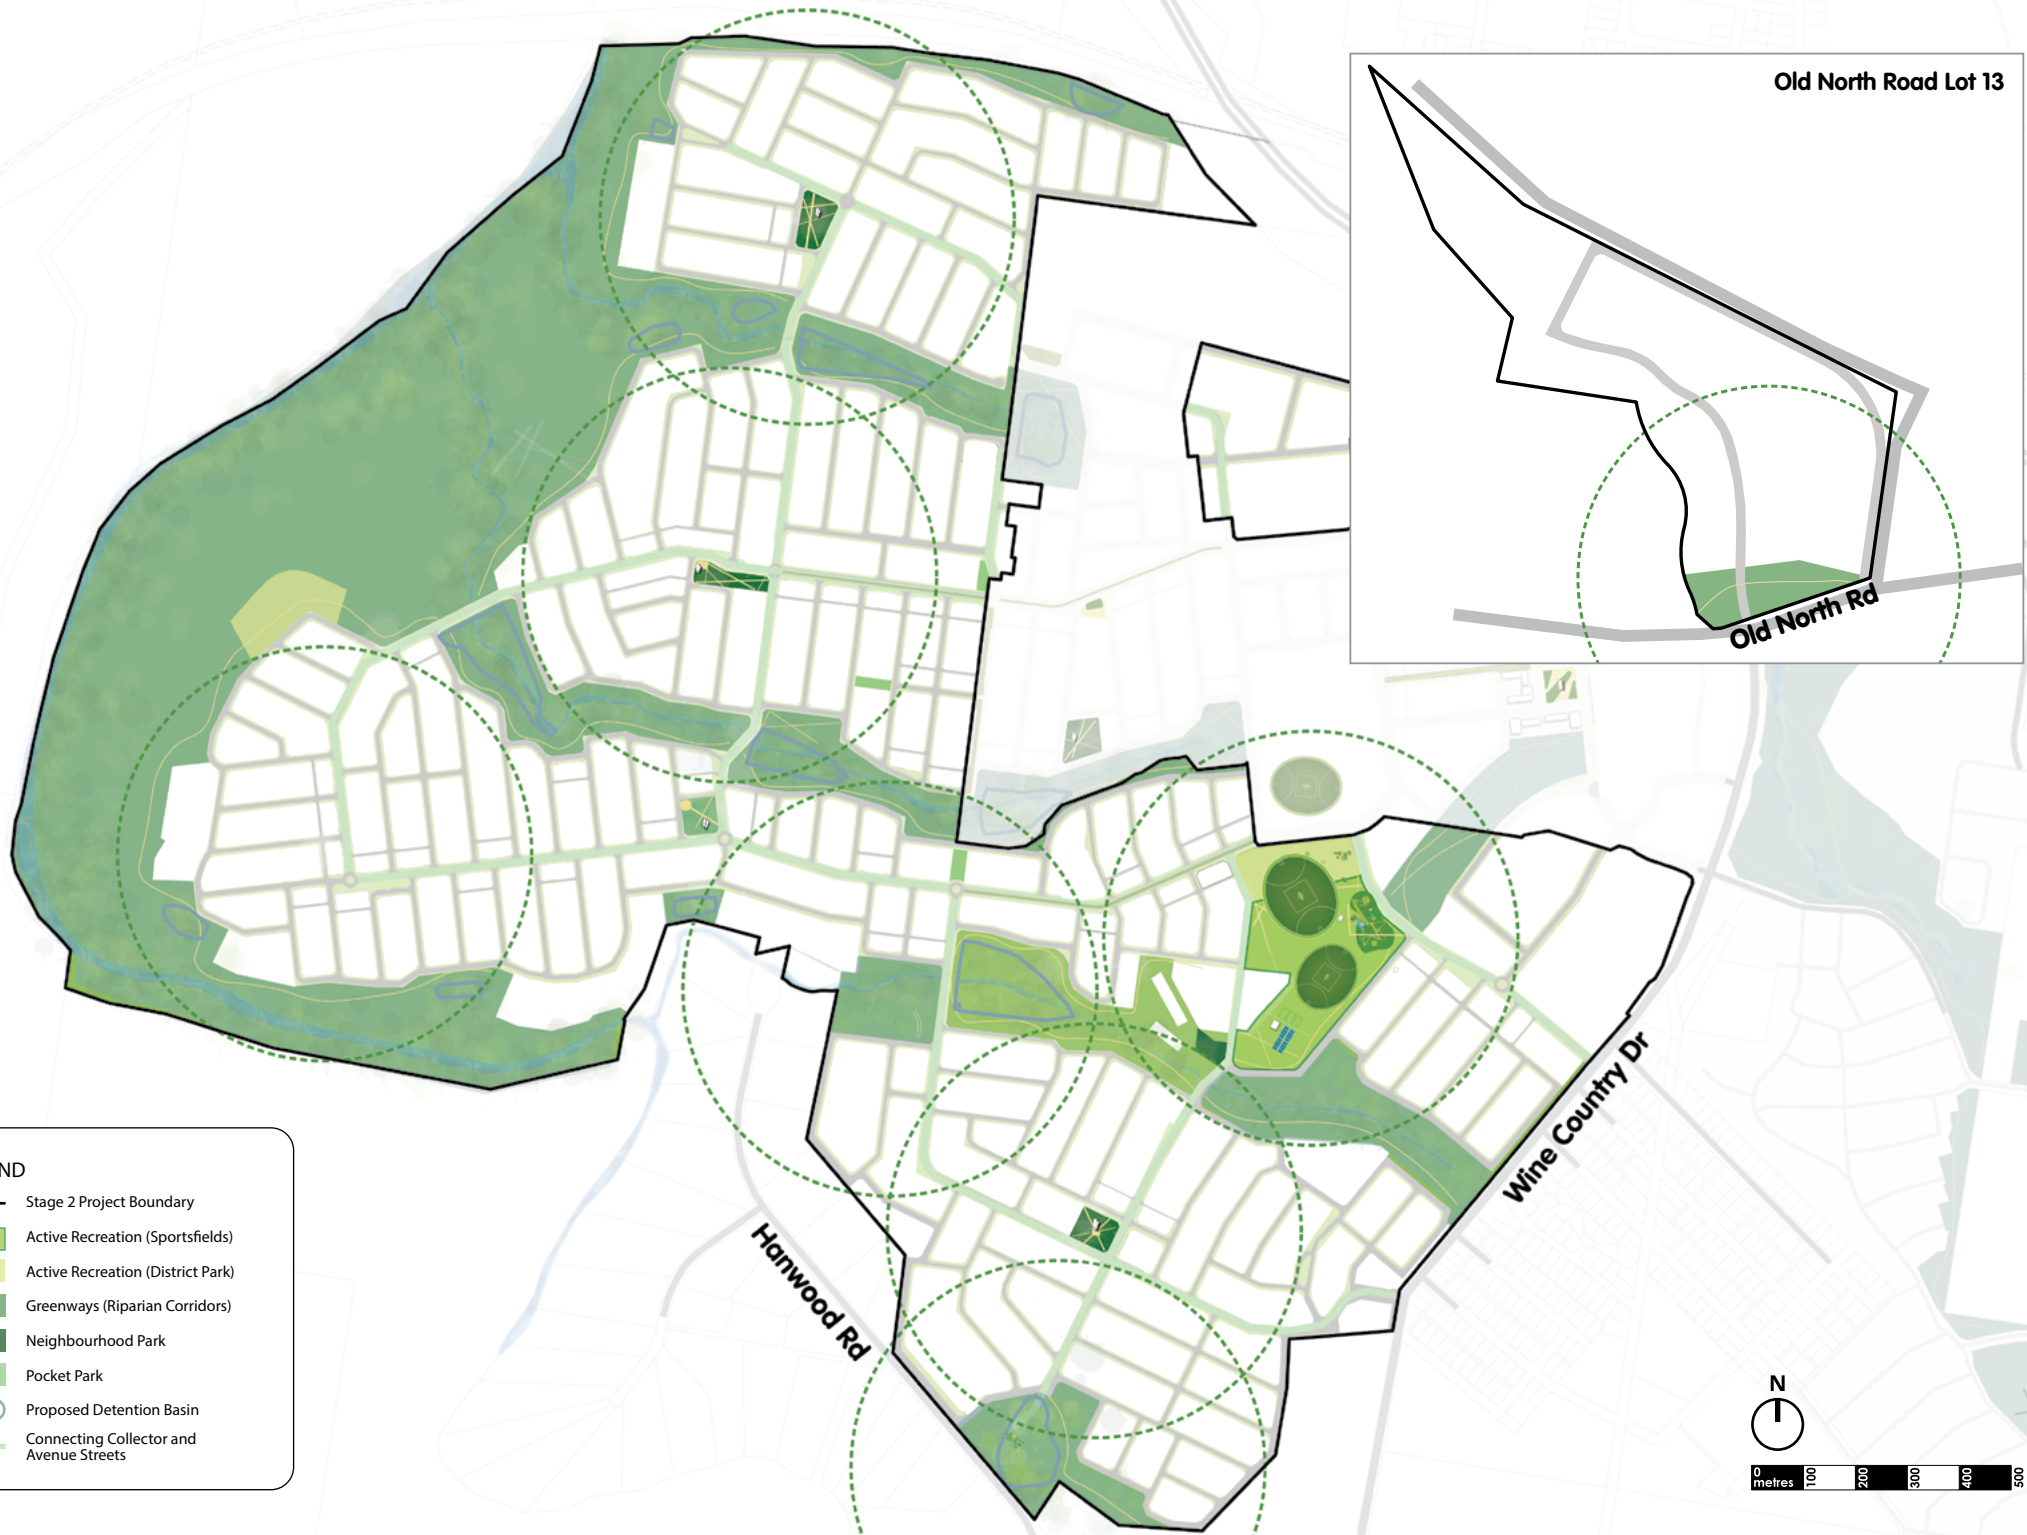 Old North Road Lot 13
Old North Rd
Wine Country Dr
Hanwood Rd
ND
Stage 2 Project Boundary
Active Recreation (Sportsfields)
Active Recreation (District Park)
Greenways (Riparian Corridors)
Neighbourhood Park
Pocket Park
Proposed Detention Basin
Connecting Collector and
Avenue Streets
N
0 100 200 300 400 500
metres